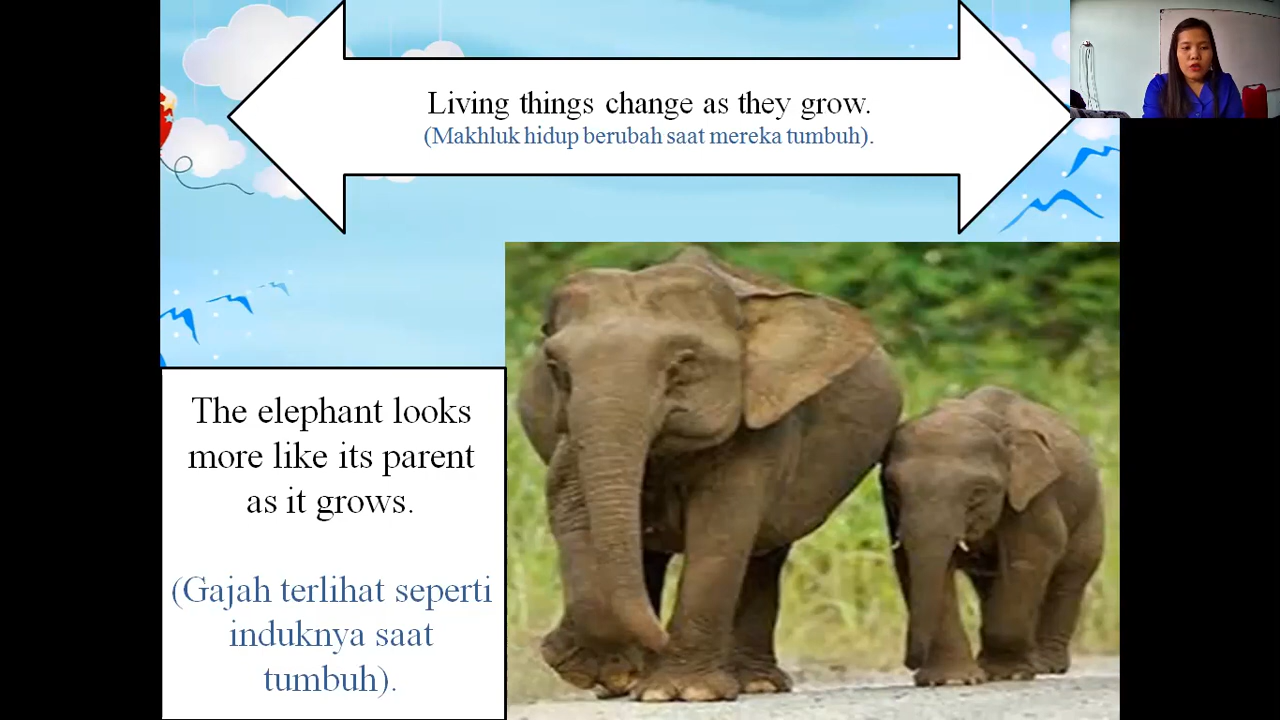 Living things change as they grow.
(Makhluk hidup berubah saat mereka tumbuh).
The elephant looks
more like its parent
as it grows.
(Gajah terlihat seperti
induknya saat
tumbuh).